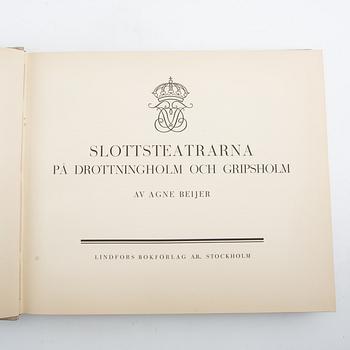 SLOTTSTEATRARNA
PÅ DROTTNINGHOLM OCH GRIPSHOLM
AV AGNE BEIJER
LINDFORS BOKFÖRLAG AB. STOCKHOLM